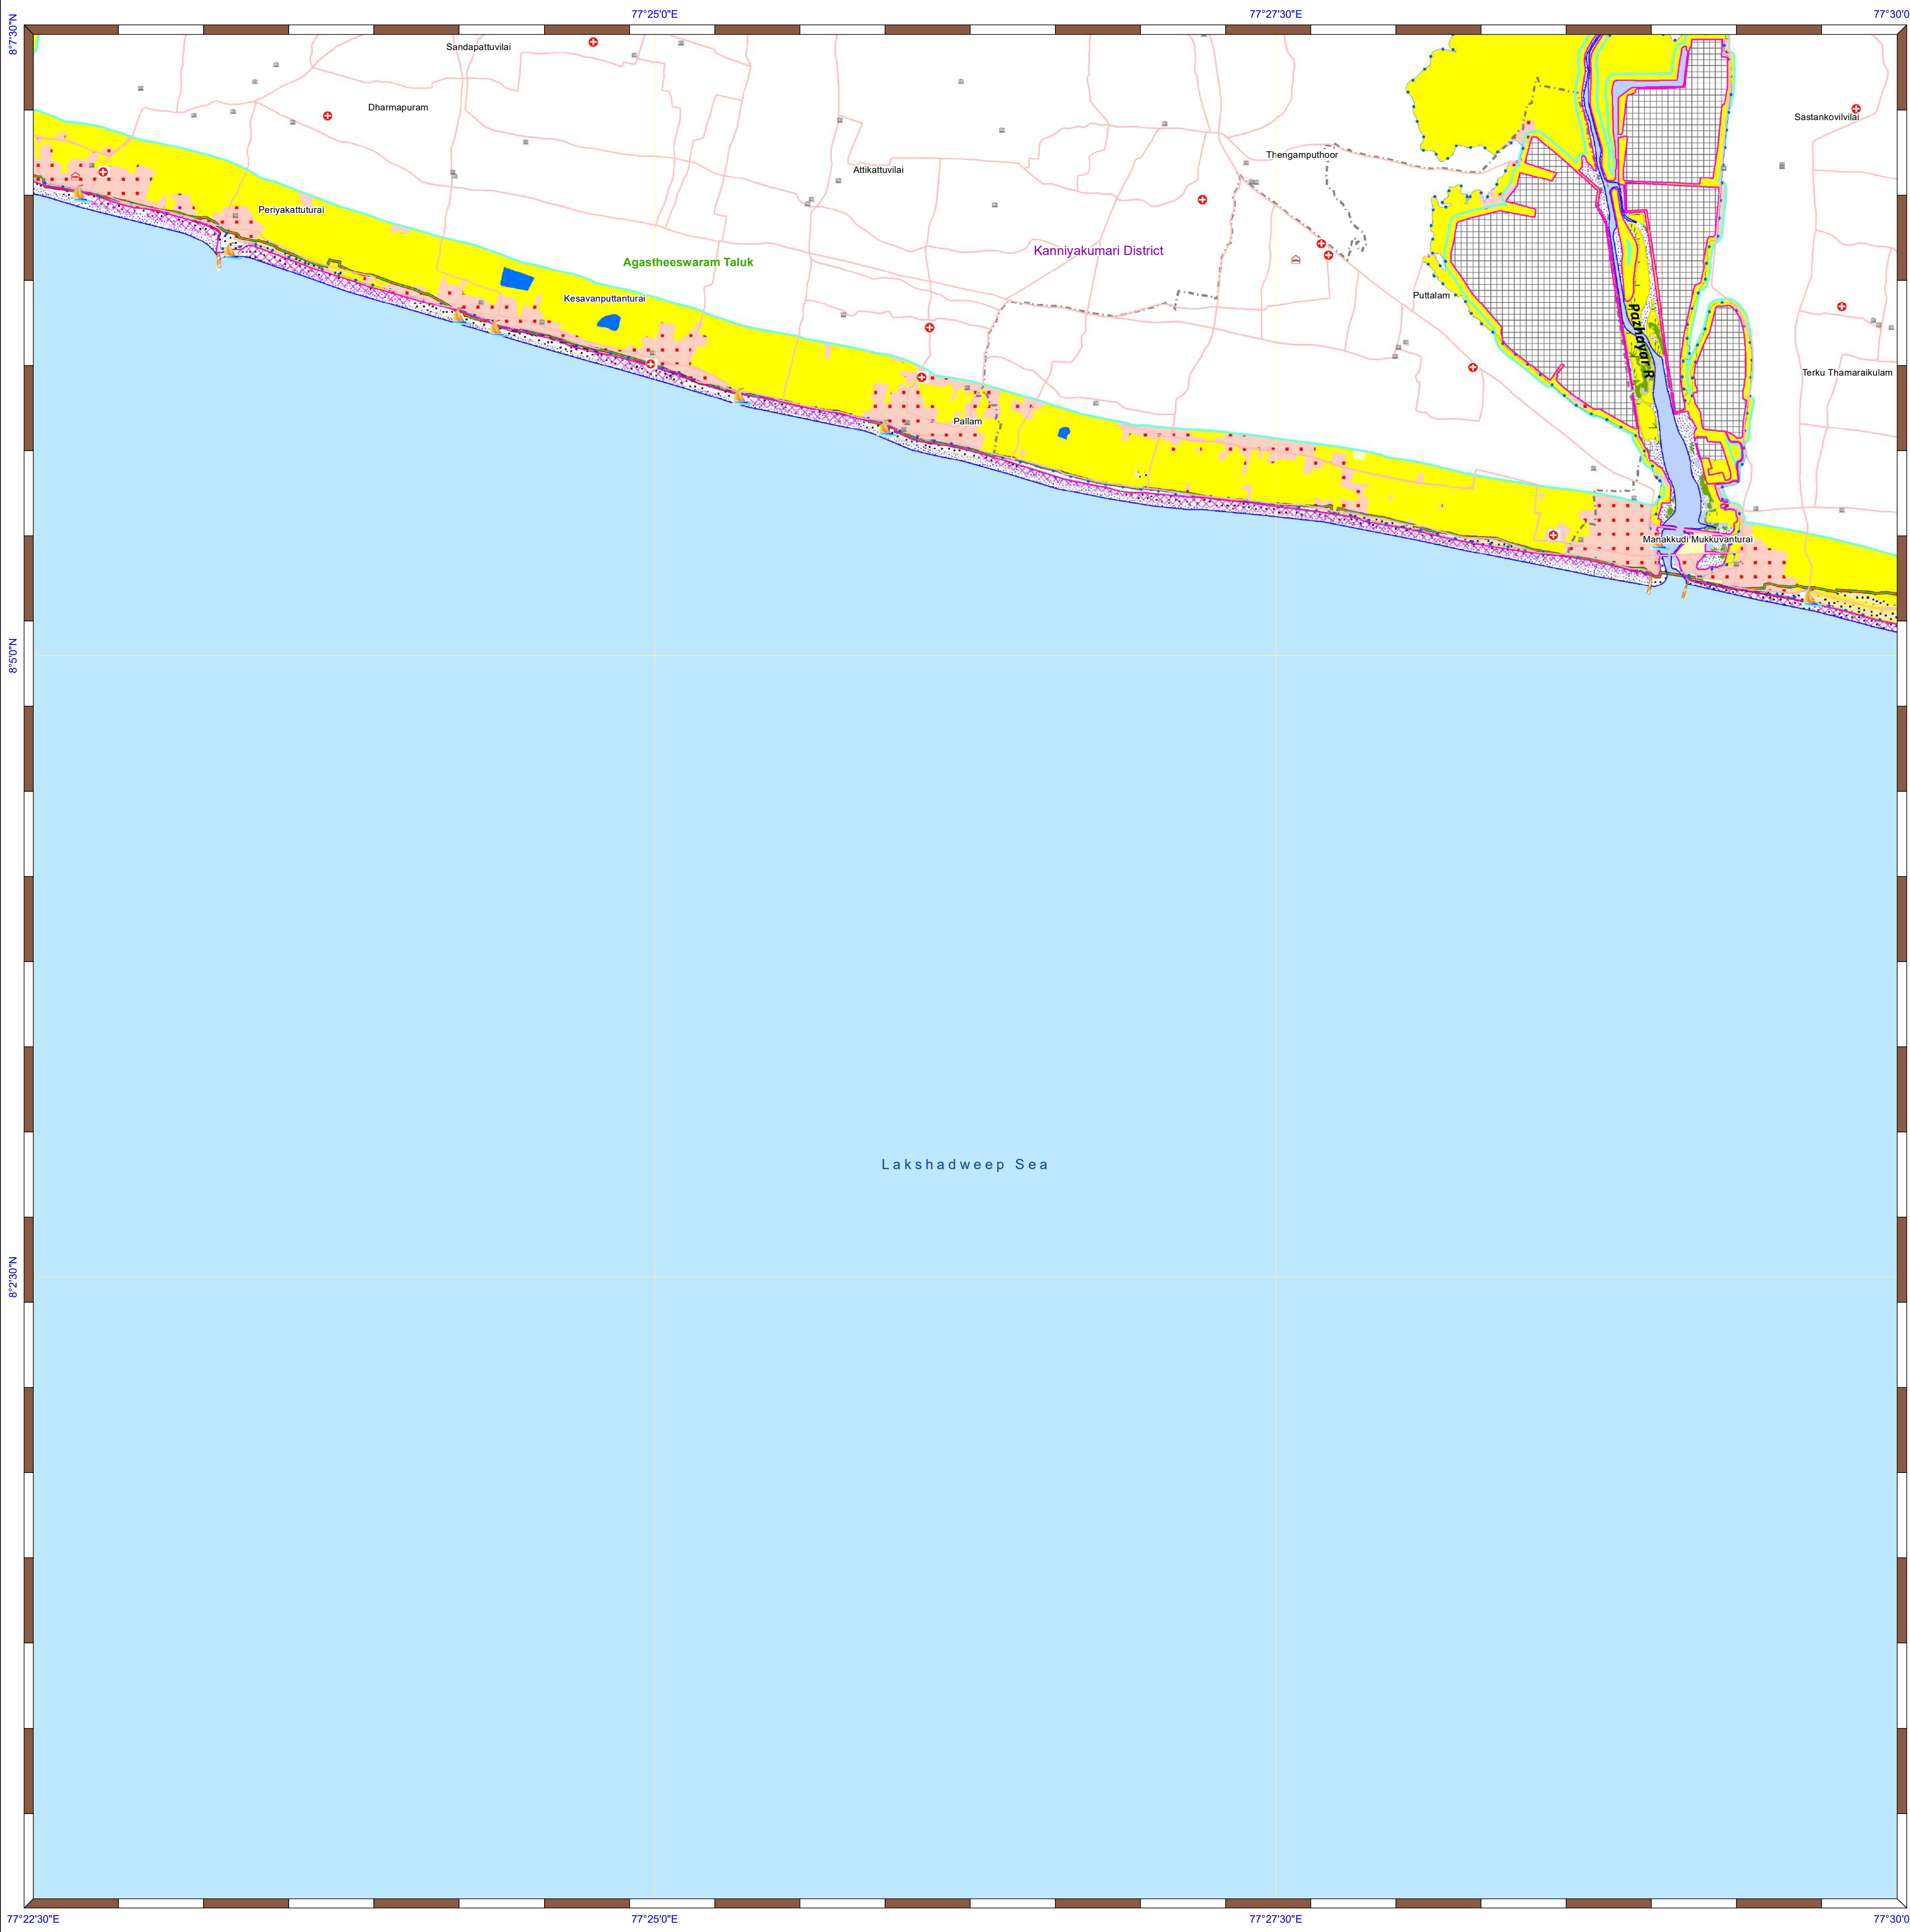 77°25'0"E
77°27'30"E
77°30'0
8°7'30"N
Sandapattuvilai
Dharmapuram
Sastankovilvilai
Thengamputhoor
Attikattuvilai
Periyakattuturai
Kanniyakumari District
Agastheeswaram Taluk
Puttalam
Kesavanputtanturai
Pazhayar R
Terku Thamaraikulam
Pallam
Manakkudi Mukkuvanturai
8°5'0"N
Lakshadweep Sea
8°2'30"N
77°22'30"E
77°25'0"E
77°27'30"E
77°30'0